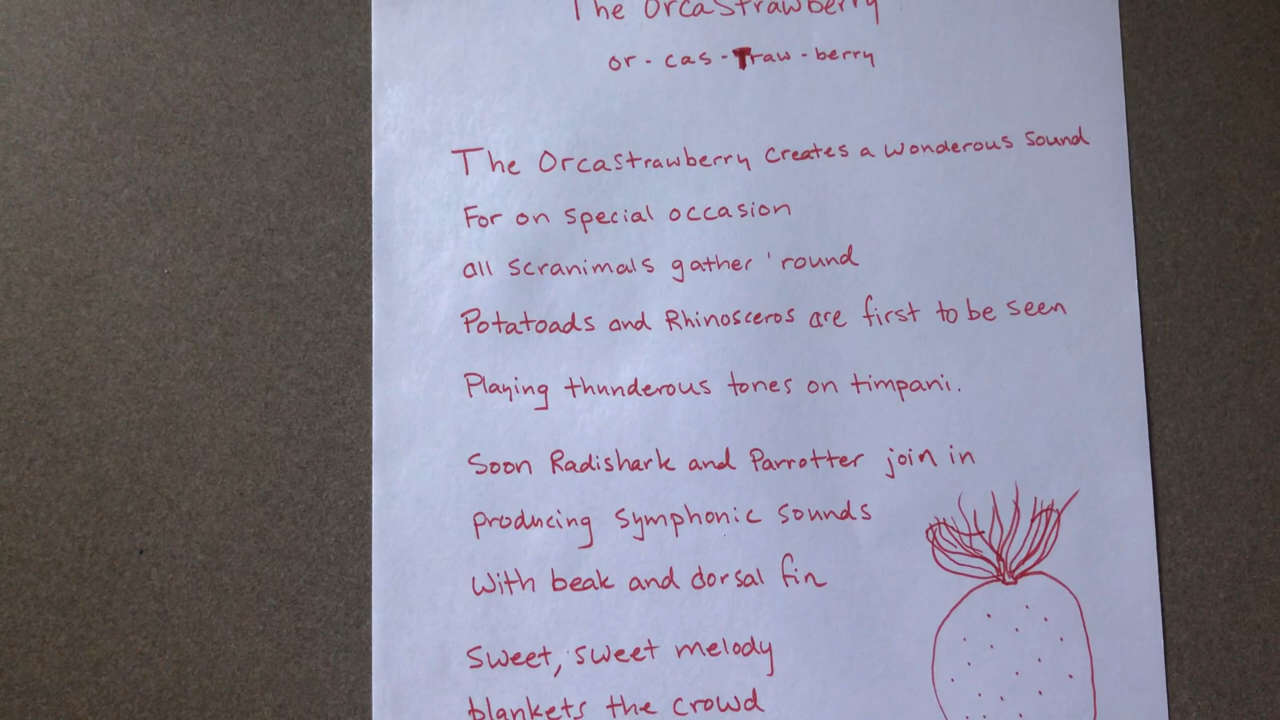 The OrcaStrawberry
or - cas - Traw - berry
The Orcastrawberry creates a wonderous sound
For on special occasion
all scranimals gather 'round
Potatoads and Rhinosceros are first to be seen
Playing thunderous tones on timpani.
Soon Radishark and Parrotter join in
producing symphonic sounds
With beak and dorsal fin
Sweet, sweet melody
blankets the crowd